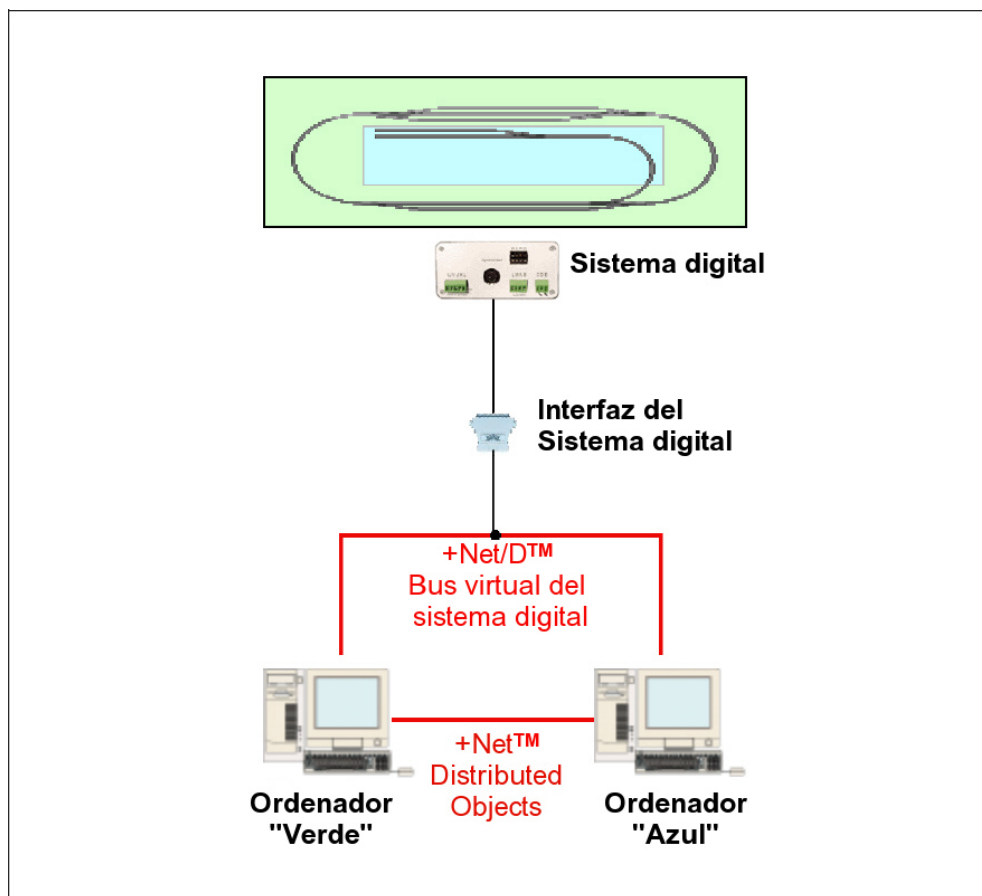 Sistema digital
Interfaz del
Sistema digital
+Net/D™
Bus virtual del
sistema digital
+Net™
Distributed
Objects
Ordenador
"Verde"
Ordenador
"Azul"